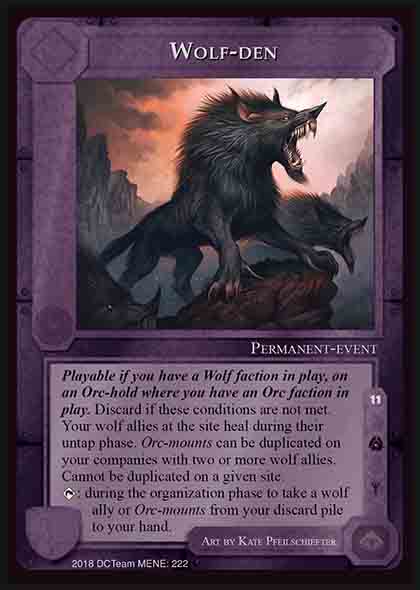 WOLF-DEN
PERMANENT-EVENT
Playable if you have a Wolf faction in play, on
an Orc-hold where you have an Orc faction in
play. Discard if these conditions are not met.
Your wolf allies at the site heal during their
untap phase. Orc-mounts can be duplicated on
your companies with two or more wolf allies.
Cannot be duplicated on a given site.
: during the organization phase to take a wolf
ally or Orc-mounts from your discard pile
to your hand.
11
ART BY KATE PFEILSCHIEFTER
2018 DCTeam MENE: 222